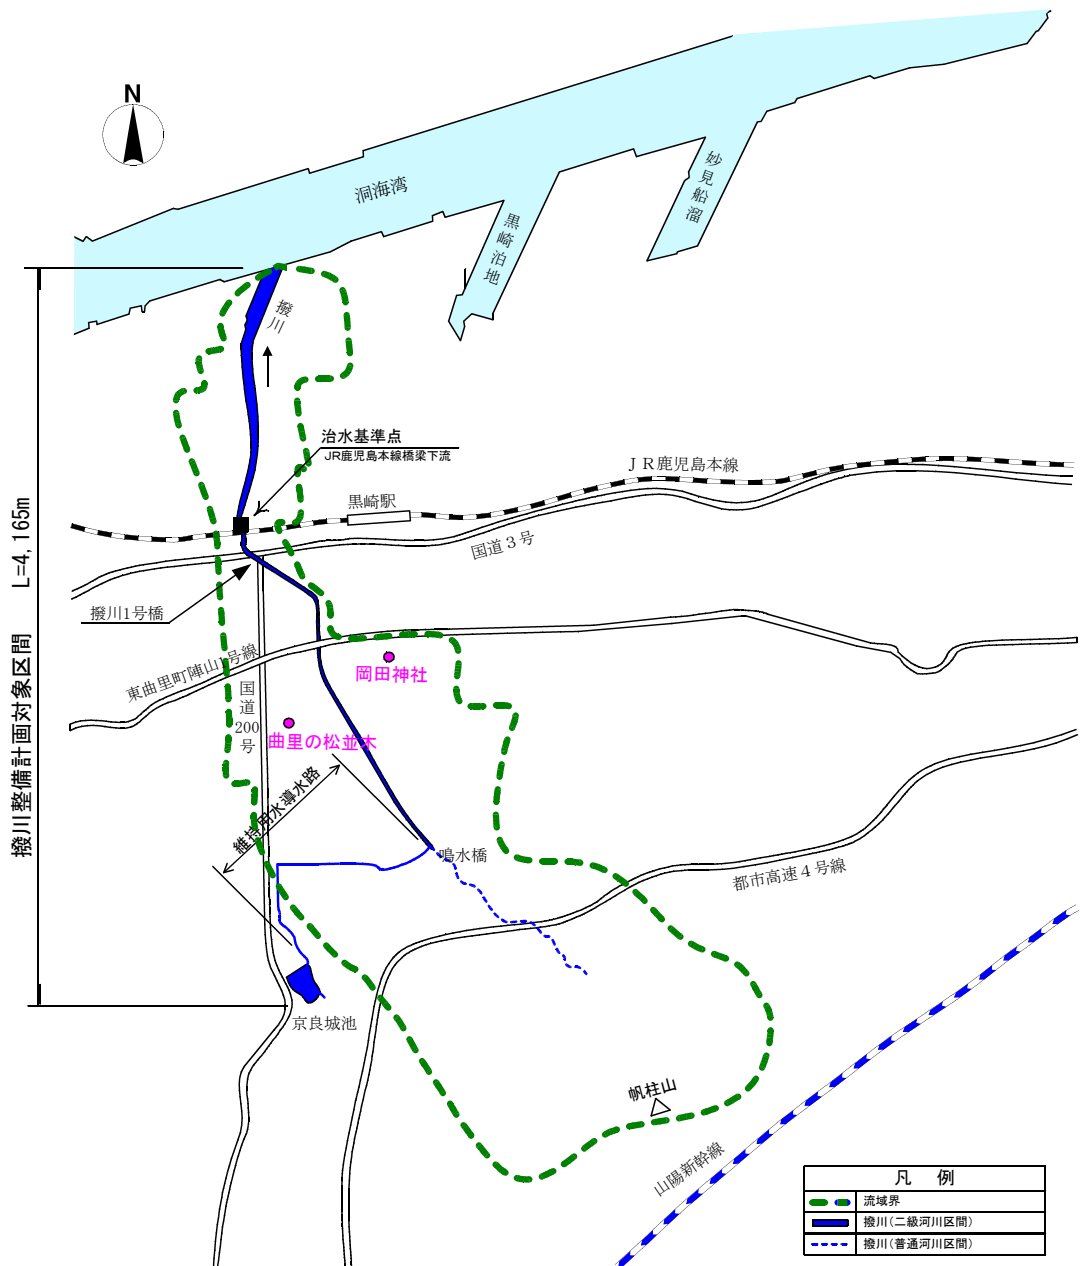 N
洞海湾
妙見船溜
黒崎泊地
撥川
治水基準点
JR鹿児島本線橋梁下流
JR鹿児島本線
黒崎駅
国道3号
撥川1号橋
撥川整備計画対象区間 L=4,165m
東曲里町陣山1号線
国道200号
岡田神社
曲里の松並木
維持用水導水路
鳴水橋
都市高速4号線
京良城池
帆柱山
山陽新幹線
凡 例
流域界
撥川(二級河川区間)
撥川(普通河川区間)